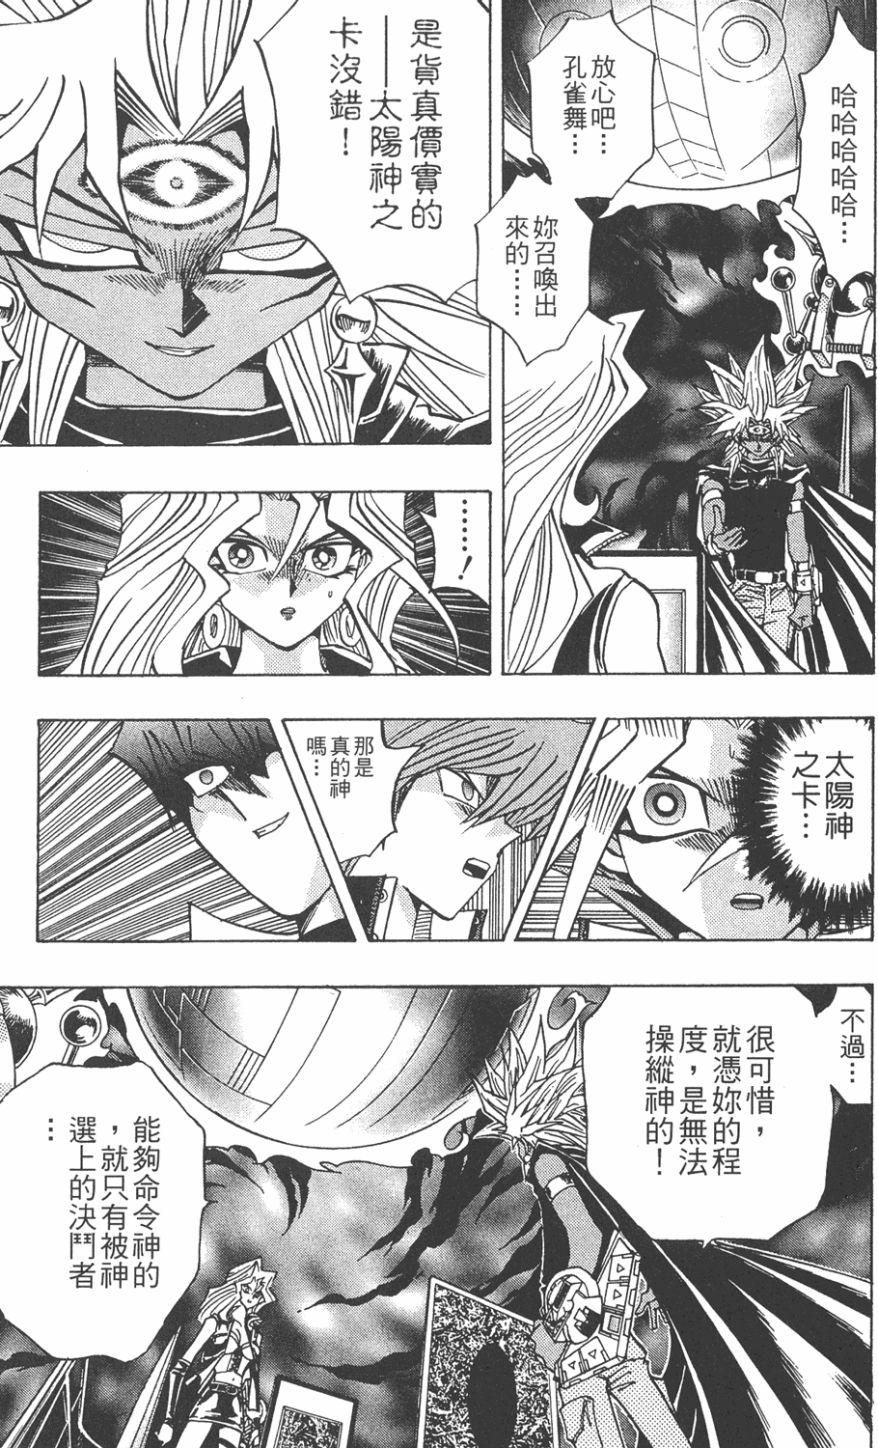 哈哈哈哈哈…
放心吧…
孔雀舞…
妳召喚出
來的……
是貨真價實的
——太陽神之
卡沒錯！
……！
太陽神
之卡…
那是
真的神
嗎…
不過…
很可惜，
就憑妳的程
度，是無法
操縱神的！
能夠命令神的
，就只有被神
選上的決鬥者
…